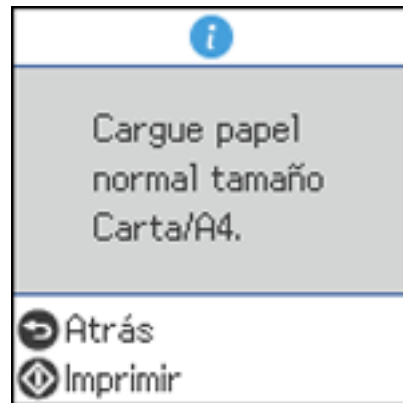 Cargue papel
normal tamaño
Carta/A4.
Atrás
Imprimir